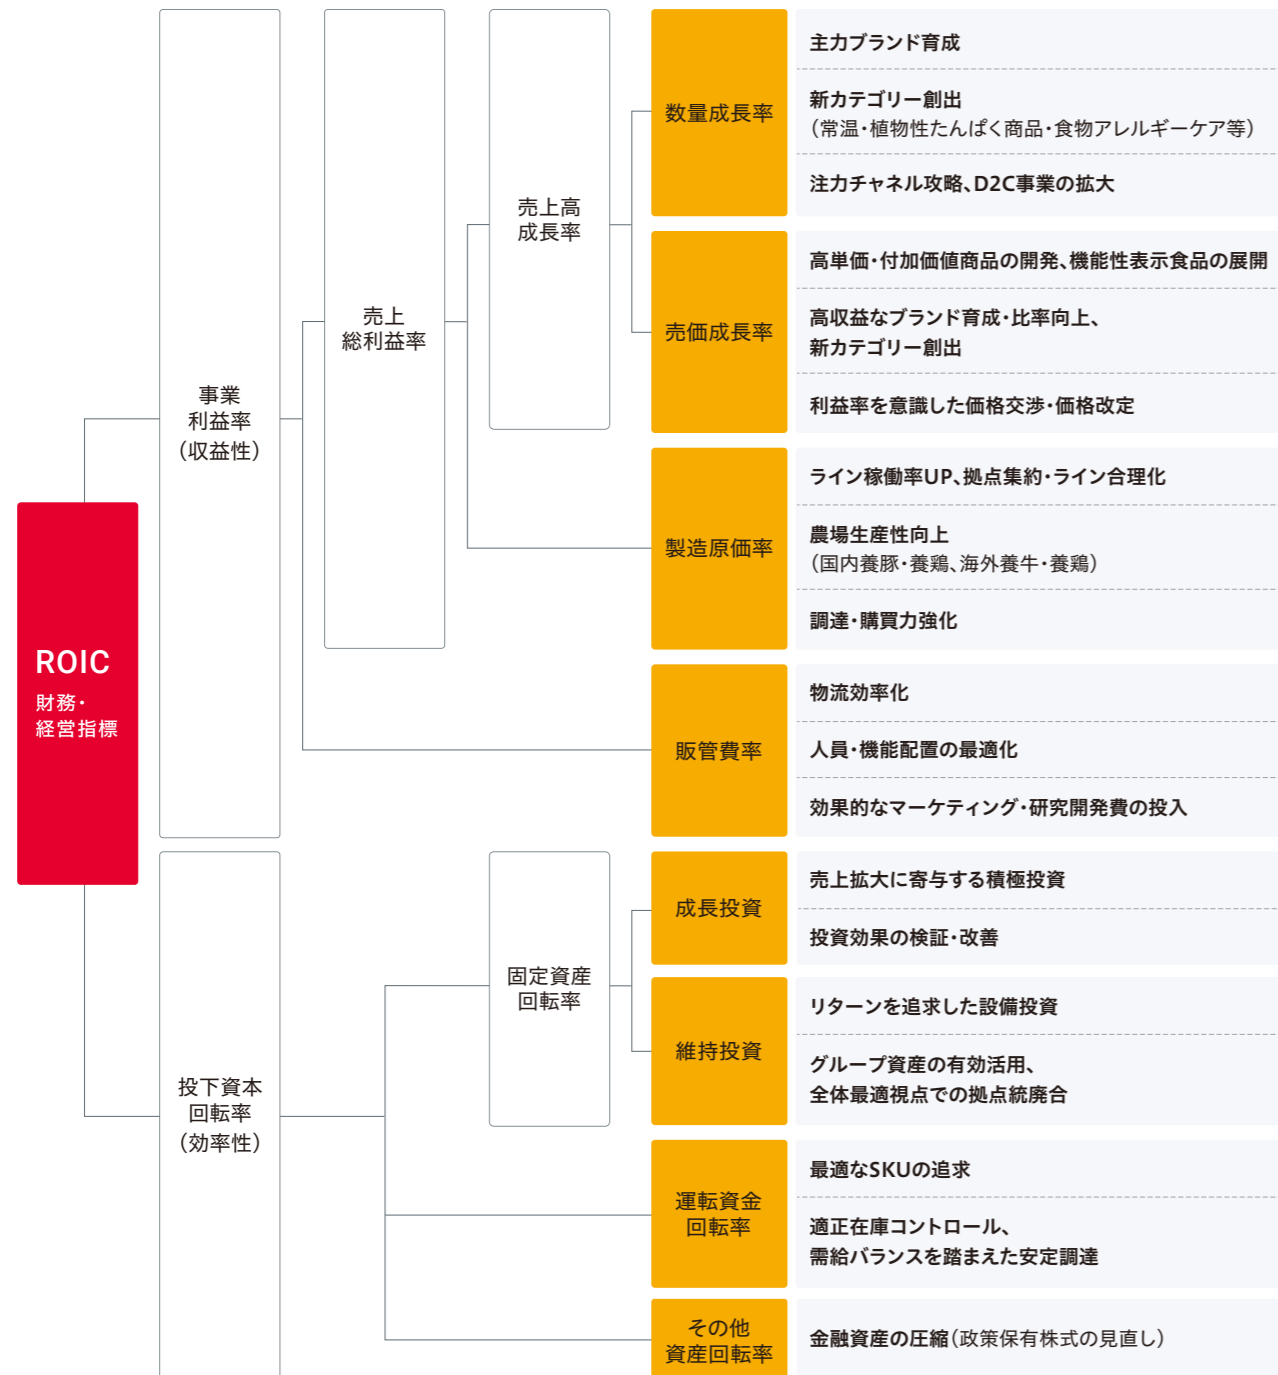 ROIC
財務・
経営指標
事業
利益率
（収益性）
売上
総利益率
売上高
成長率
数量成長率
主力ブランド育成
新カテゴリー創出
（常温・植物性たんぱく商品・食物アレルギーケア等）
注力チャネル攻略、D2C事業の拡大
売価成長率
高単価・付加価値商品の開発、機能性表示食品の展開
高収益なブランド育成・比率向上、
新カテゴリー創出
利益率を意識した価格交渉・価格改定
製造原価率
ライン稼働率UP、拠点集約・ライン合理化
農場生産性向上
（国内養豚・養鶏、海外養牛・養鶏）
調達・購買力強化
販管費率
物流効率化
人員・機能配置の最適化
効果的なマーケティング・研究開発費の投入
投下資本
回転率
（効率性）
固定資産
回転率
成長投資
売上拡大に寄与する積極投資
投資効果の検証・改善
維持投資
リターンを追求した設備投資
グループ資産の有効活用、
全体最適視点での拠点統廃合
運転資金
回転率
最適なSKUの追求
適正在庫コントロール、
需給バランスを踏まえた安定調達
その他
資産回転率
金融資産の圧縮（政策保有株式の見直し）